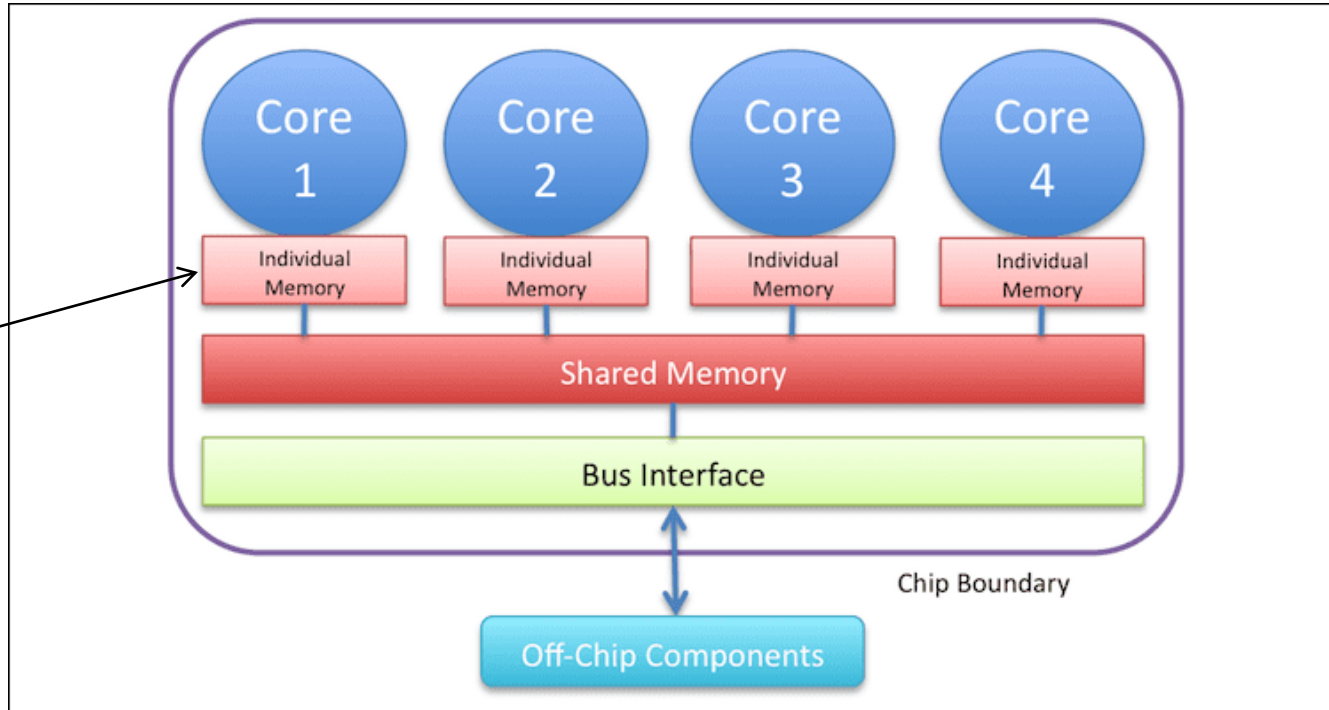 Core
1
Core
2
Core
3
Core
4
Individual
Memory
Individual
Memory
Individual
Memory
Individual
Memory
Shared Memory
Bus Interface
Chip Boundary
Off-Chip Components